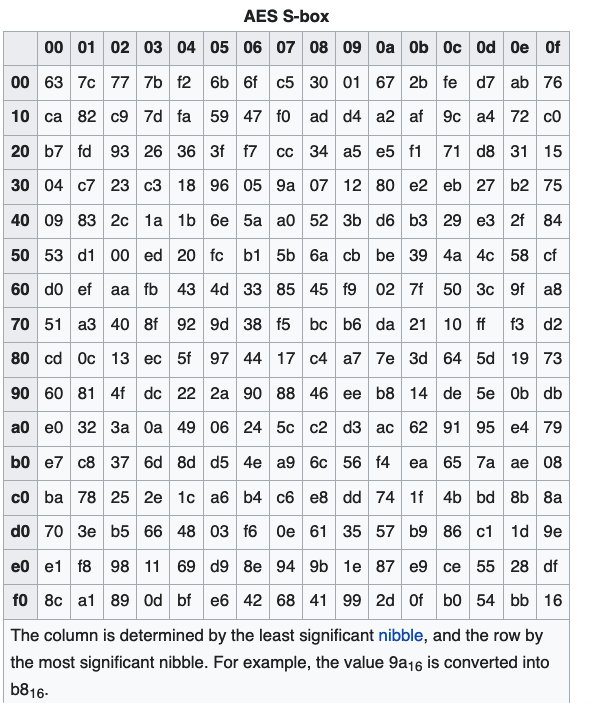 AES S-box
00 01 02 03 04 05 06 07 08 09 0a 0b 0c 0d 0e 0f
00 63 7c 77 7b f2 6b 6f c5 30 01 67 2b fe d7 ab 76
10 ca 82 c9 7d fa 59 47 f0 ad d4 a2 af 9c a4 72 c0
20 b7 fd 93 26 36 3f f7 cc 34 a5 e5 f1 71 d8 31 15
30 04 c7 23 c3 18 96 05 9a 07 12 80 e2 eb 27 b2 75
40 09 83 2c 1a 1b 6e 5a a0 52 3b d6 b3 29 e3 2f 84
50 53 d1 00 ed 20 fc b1 5b 6a cb be 39 4a 4c 58 cf
60 d0 ef aa fb 43 4d 33 85 45 f9 02 7f 50 3c 9f a8
70 51 a3 40 8f 92 9d 38 f5 bc b6 da 21 10 ff f3 d2
80 cd 0c 13 ec 5f 97 44 17 c4 a7 7e 3d 64 5d 19 73
90 60 81 4f dc 22 2a 90 88 46 ee b8 14 de 5e 0b db
a0 e0 32 3a 0a 49 06 24 5c c2 d3 ac 62 91 95 e4 79
b0 e7 c8 37 6d 8d d5 4e a9 6c 56 f4 ea 65 7a ae 08
c0 ba 78 25 2e 1c a6 b4 c6 e8 dd 74 1f 4b bd 8b 8a
d0 70 3e b5 66 48 03 f6 0e 61 35 57 b9 86 c1 1d 9e
e0 e1 f8 98 11 69 d9 8e 94 9b 1e 87 e9 ce 55 28 df
f0 8c a1 89 0d bf e6 42 68 41 99 2d 0f b0 54 bb 16
The column is determined by the least significant nibble, and the row by
the most significant nibble. For example, the value 9a₁₆ is converted into
b8₁₆.